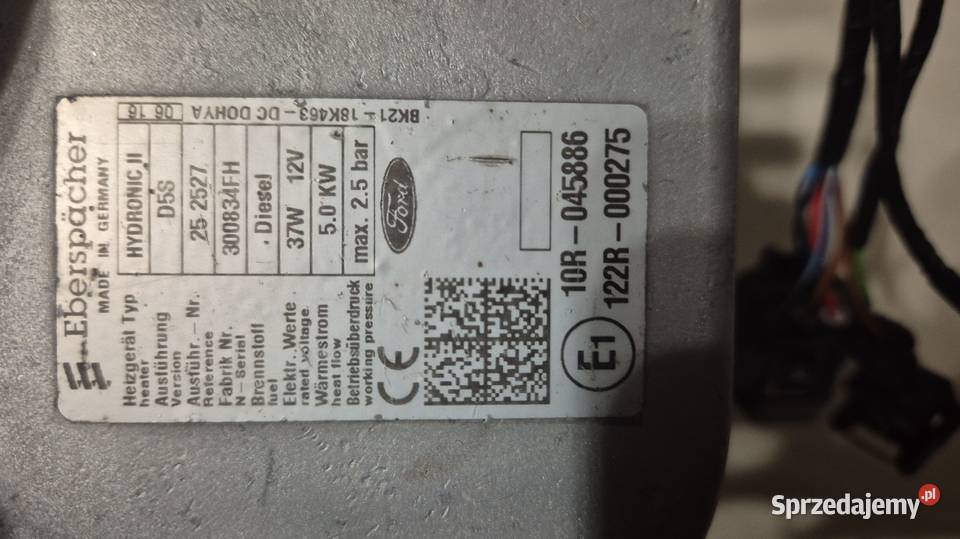 Eberspächer
MADE IN GERMANY
Heizgerät Typ HYDRONIC II
heater
Ausführung D5S
Version
Ausführ.-Nr. 25 2527
Reference
Fabrik Nr. 300834FH
N-Serial
Brennstoff Diesel
fuel
Elektr. Werte 37W 12V
rated voltage
Wärmestrom 5.0 KW
heat flow
Betriebsüberdruck max. 2.5 bar
working pressure
BK21-18K463-DC DOHYA 06 16
CE
Ford
E1
10R-045886
122R-000275
Sprzedajemy.pl